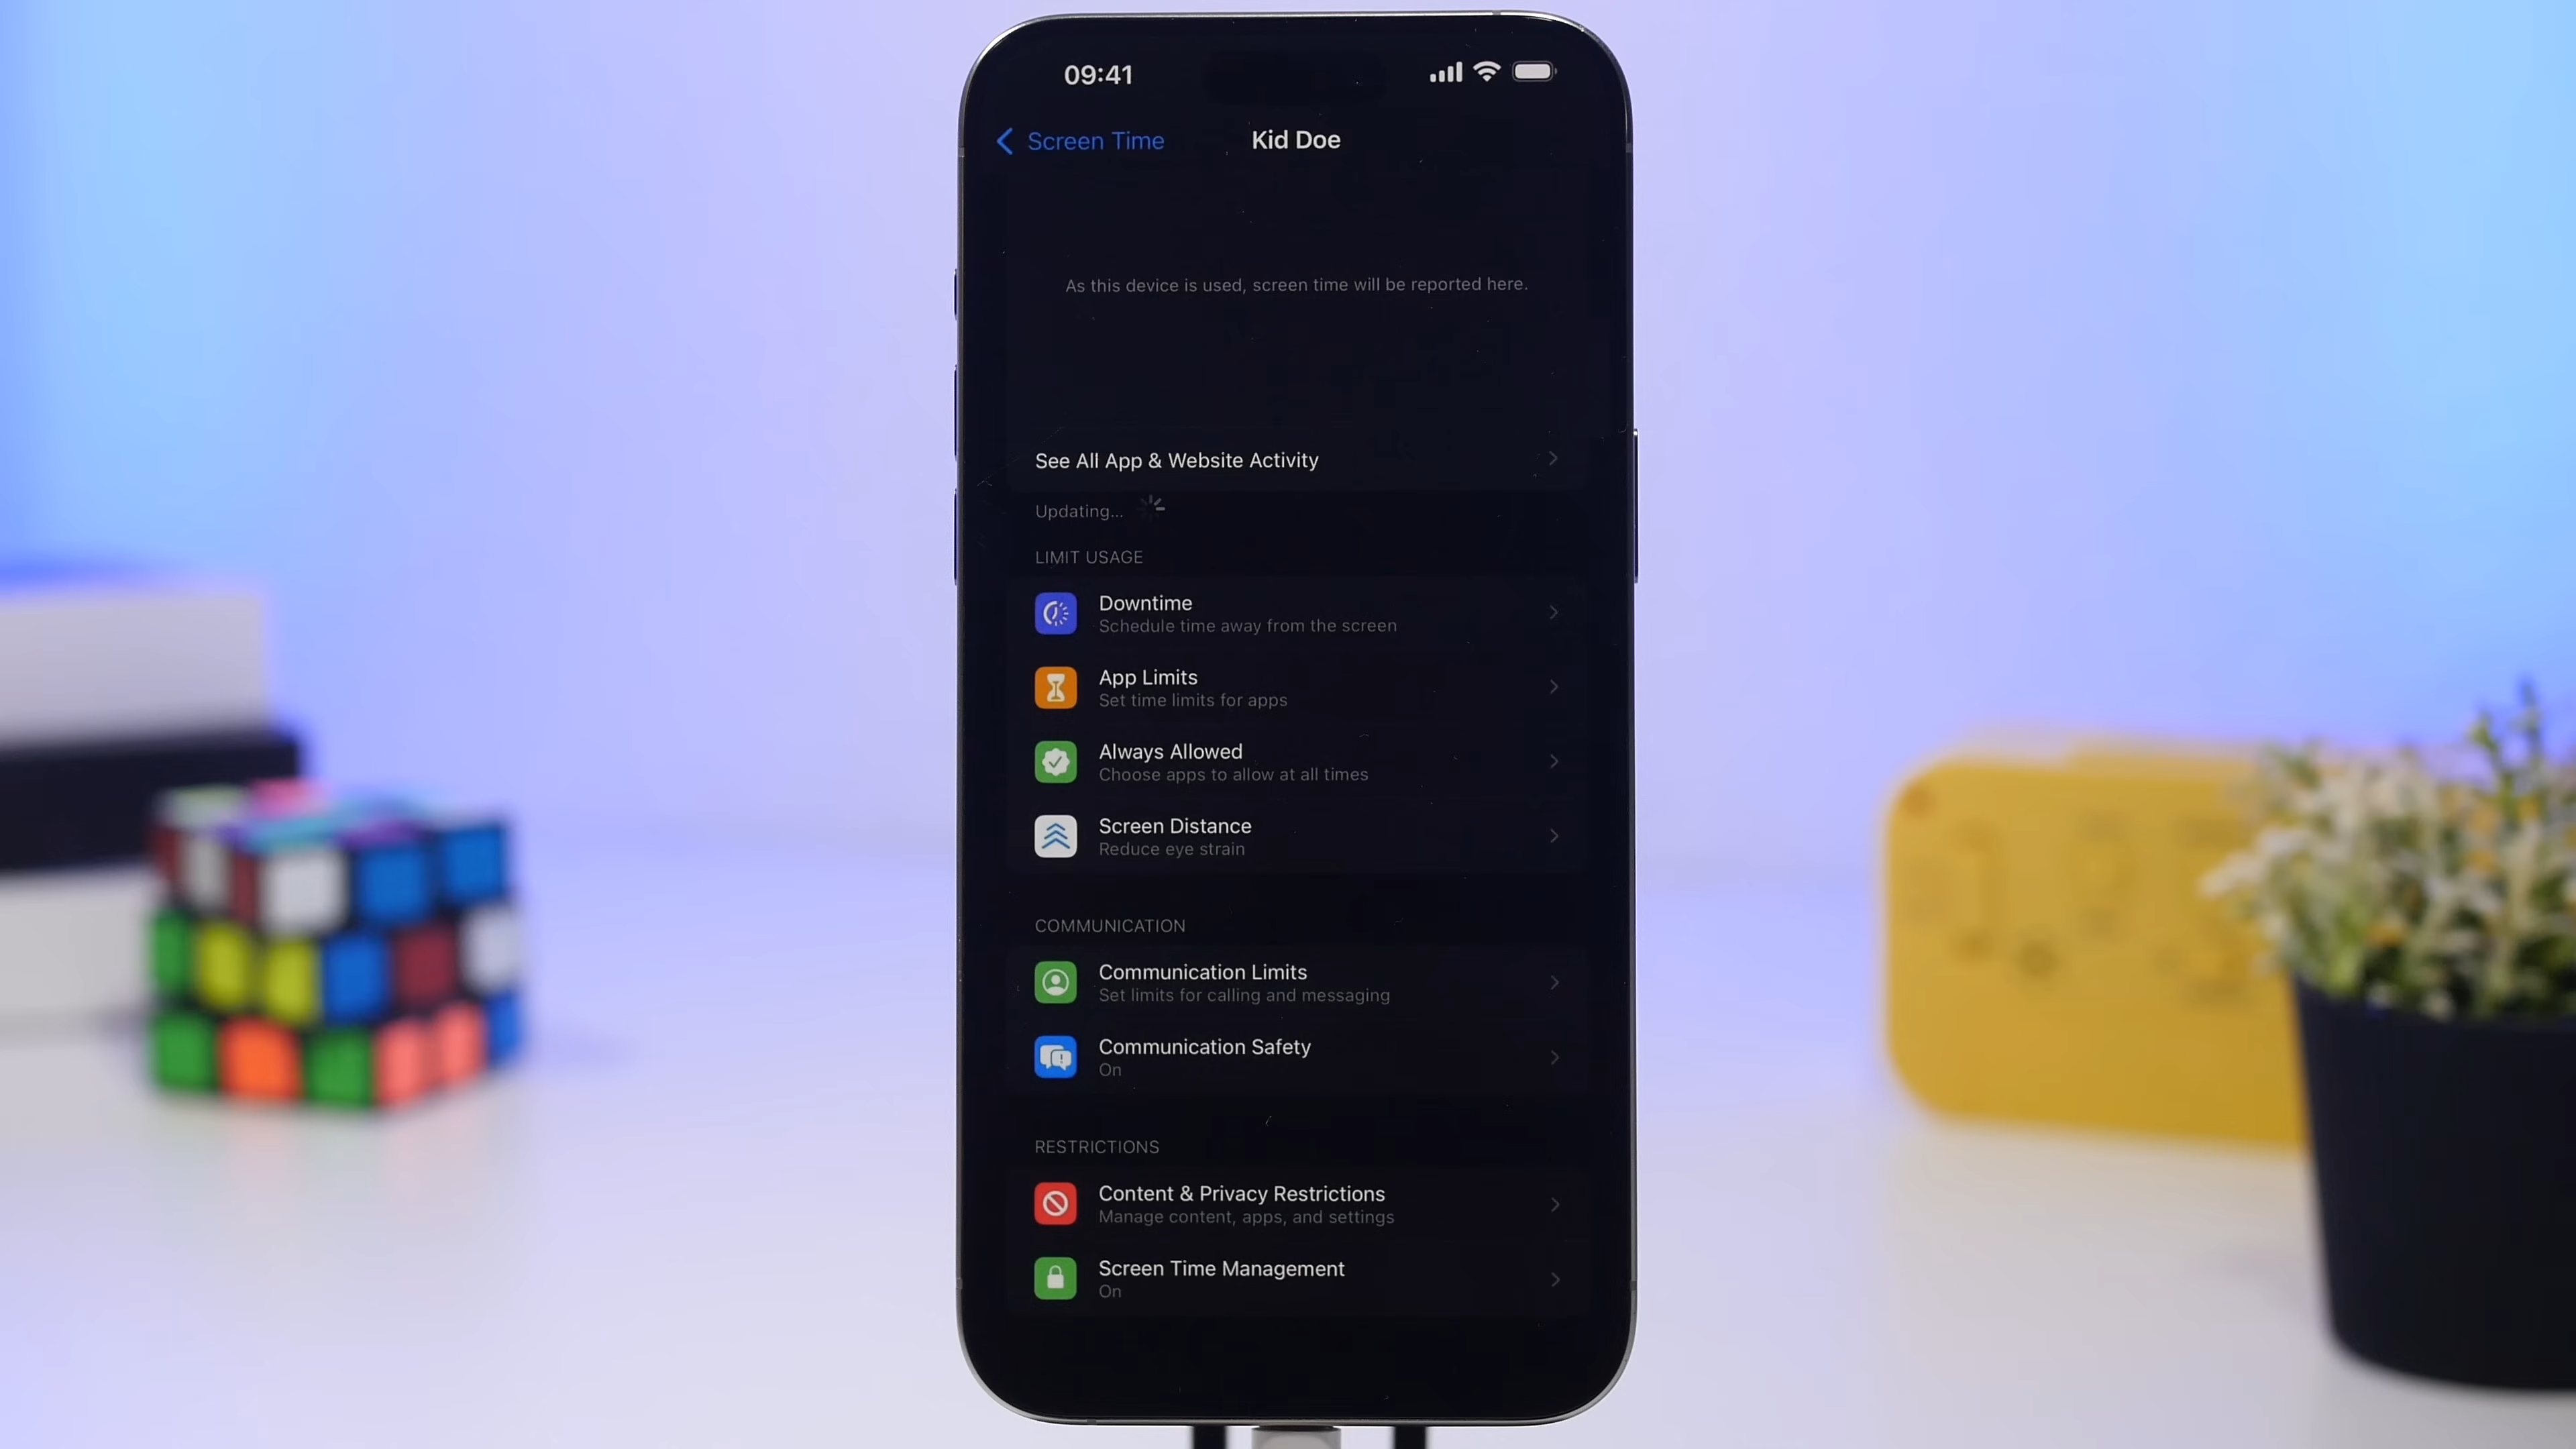 09:41
Screen Time
Kid Doe
As this device is used, screen time will be reported here.
See All App & Website Activity
Updating...
LIMIT USAGE
Downtime
Schedule time away from the screen
App Limits
Set time limits for apps
Always Allowed
Choose apps to allow at all times
Screen Distance
Reduce eye strain
COMMUNICATION
Communication Limits
Set limits for calling and messaging
Communication Safety
On
RESTRICTIONS
Content & Privacy Restrictions
Manage content, apps, and settings
Screen Time Management
On